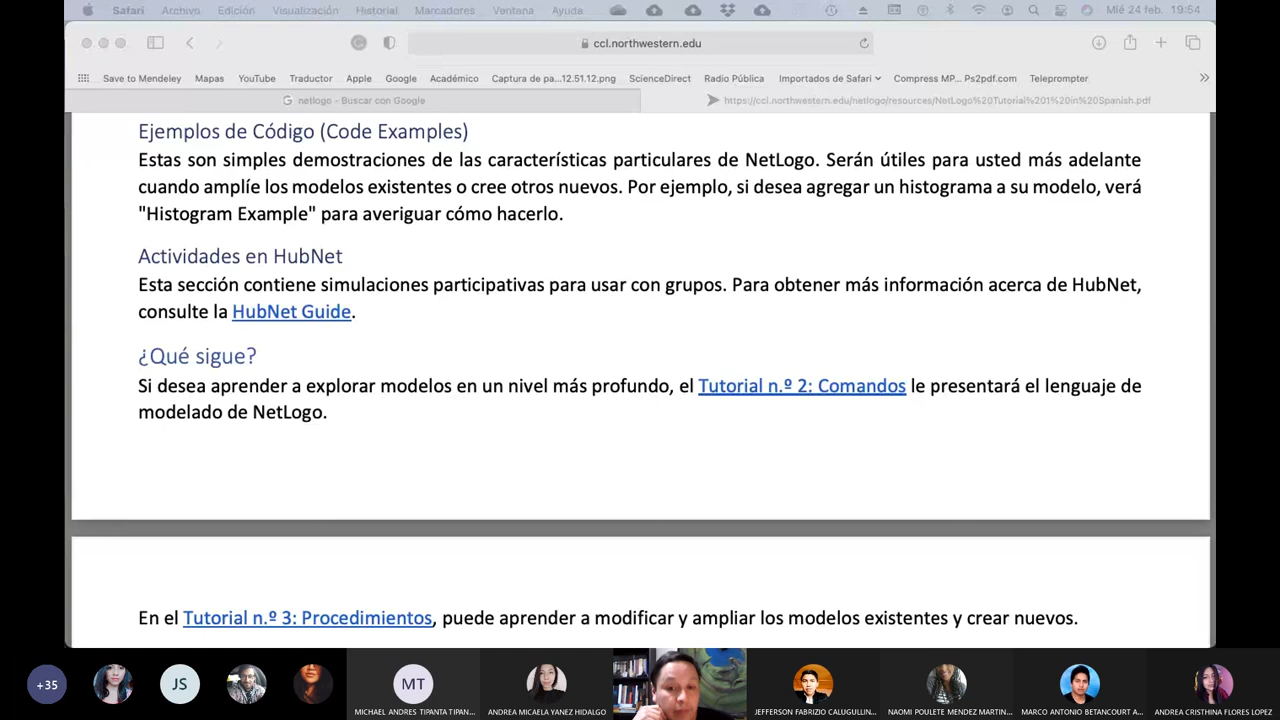 Safari Archivo Edición Visualización Historial Marcadores Ventana Ayuda Mié 24 feb. 19:54
ccl.northwestern.edu
Save to Mendeley Mapas YouTube Traductor Apple Google Académico Captura de pa...12.51.12.png ScienceDirect Radio Pública Importados de Safari Compress MP... Ps2pdf.com Teleprompter
netlogo - Buscar con Google https://ccl.northwestern.edu/netlogo/resources/NetLogo%20Tutorial%201%20in%20Spanish.pdf
Ejemplos de Código (Code Examples)
Estas son simples demostraciones de las características particulares de NetLogo. Serán útiles para usted más adelante
cuando amplíe los modelos existentes o cree otros nuevos. Por ejemplo, si desea agregar un histograma a su modelo, verá
"Histogram Example" para averiguar cómo hacerlo.
Actividades en HubNet
Esta sección contiene simulaciones participativas para usar con grupos. Para obtener más información acerca de HubNet,
consulte la HubNet Guide.
¿Qué sigue?
Si desea aprender a explorar modelos en un nivel más profundo, el Tutorial n.º 2: Comandos le presentará el lenguaje de
modelado de NetLogo.
En el Tutorial n.º 3: Procedimientos, puede aprender a modificar y ampliar los modelos existentes y crear nuevos.
+35 JS MT
MICHAEL ANDRES TIPANTA TIPAN... ANDREA MICAELA YANEZ HIDALGO JEFFERSON FABRIZIO CALUGULLIN... NAOMI POULETE MENDEZ MARTIN... MARCO ANTONIO BETANCOURT A... ANDREA CRISTHINA FLORES LOPEZ